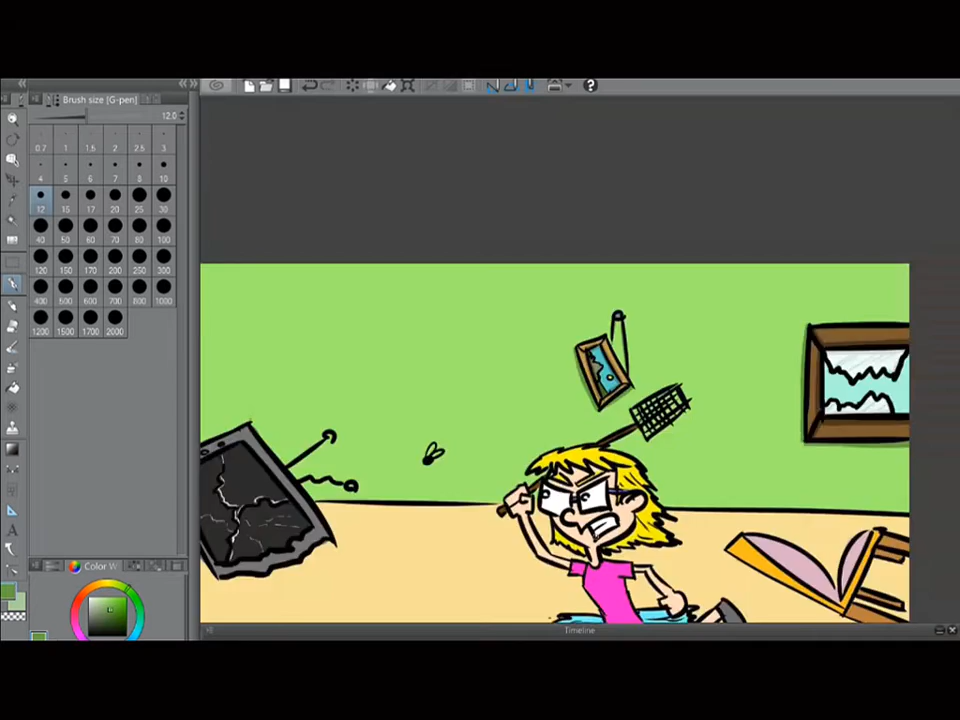 Brush size [G-pen]
12.0
0.7 1 1.5 2 2.5 3
4 5 6 7 8 10
12 15 17 20 25 30
40 50 60 70 80 100
120 150 170 200 250 300
400 500 600 700 800 1000
1200 1500 1700 2000
Color W
Timeline